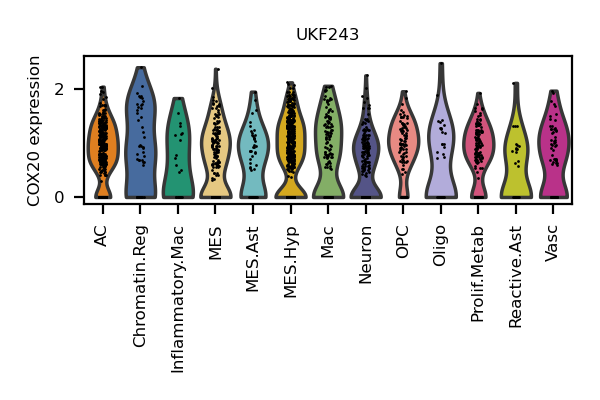 UKF243
COX20 expression
2
0
AC
Chromatin.Reg
Inflammatory.Mac
MES
MES.Ast
MES.Hyp
Mac
Neuron
OPC
Oligo
Prolif.Metab
Reactive.Ast
Vasc